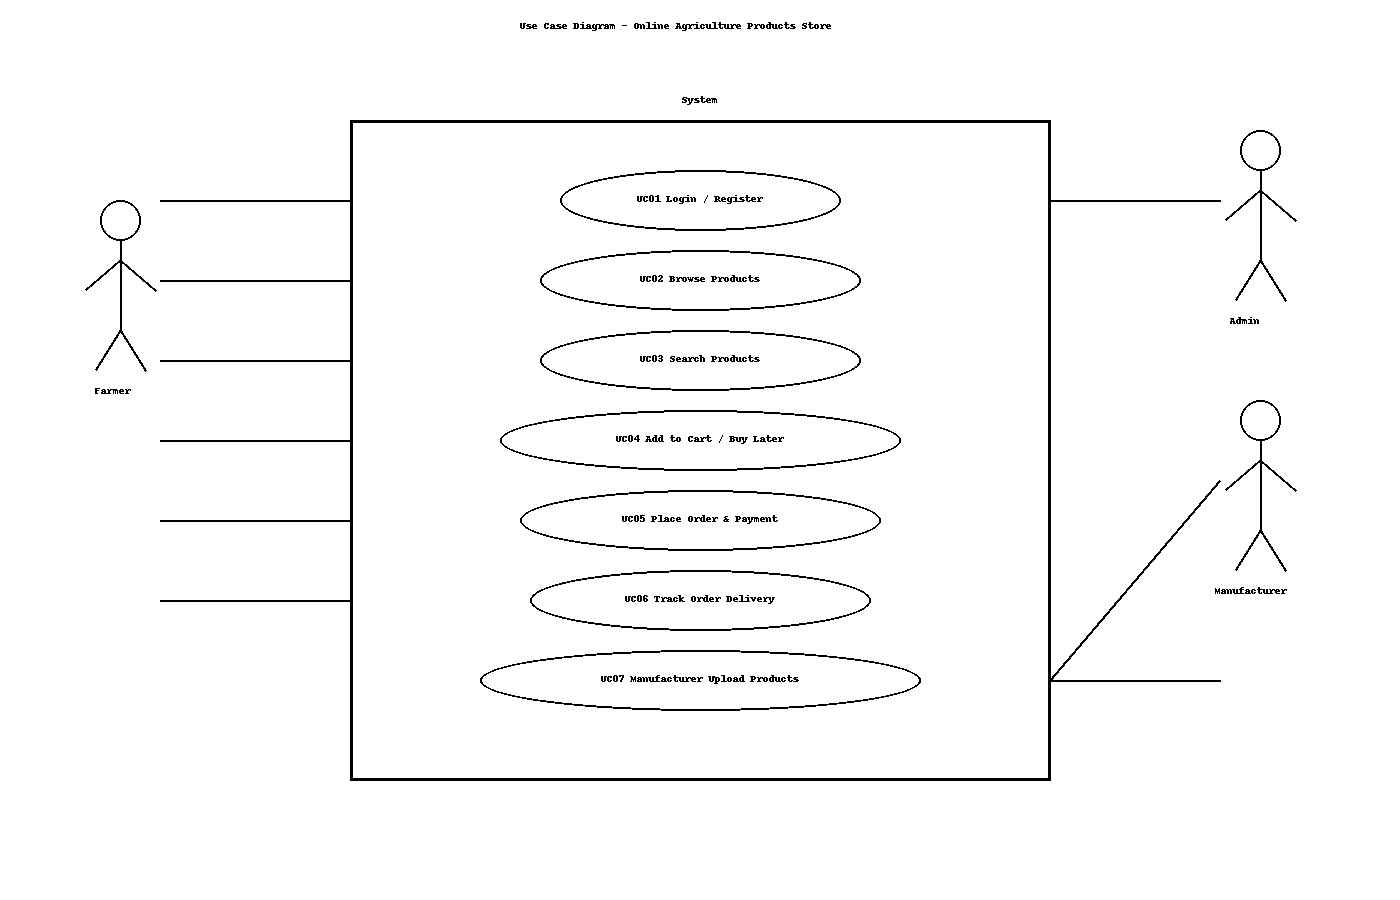 Use Case Diagram - Online Agriculture Products Store
System
UC01 Login / Register
UC02 Browse Products
UC03 Search Products
UC04 Add to Cart / Buy Later
UC05 Place Order & Payment
UC06 Track Order Delivery
UC07 Manufacturer Upload Products
Farmer
Admin
Manufacturer